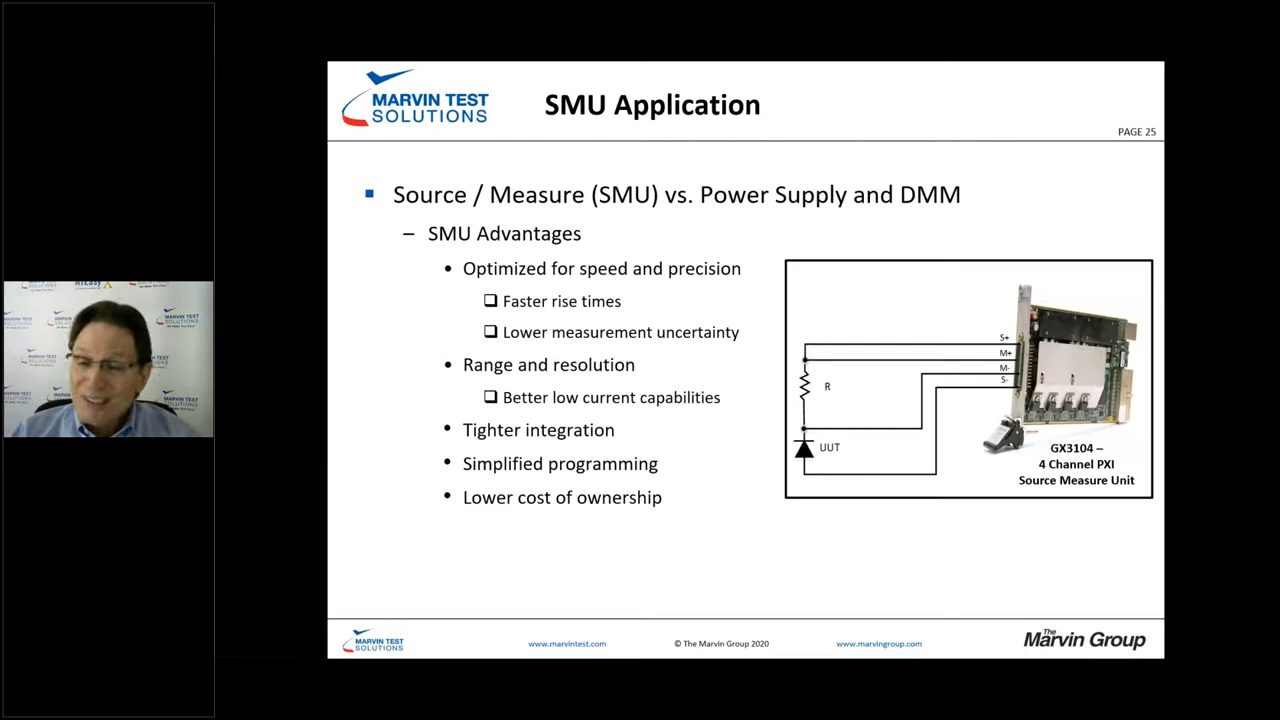 MARVIN TEST
SOLUTIONS
SMU Application
PAGE 25
Source / Measure (SMU) vs. Power Supply and DMM
– SMU Advantages
• Optimized for speed and precision
Faster rise times
Lower measurement uncertainty
• Range and resolution
Better low current capabilities
• Tighter integration
• Simplified programming
• Lower cost of ownership
S+
M+
M-
S-
R
UUT
GX3104 –
4 Channel PXI
Source Measure Unit
MARVIN TEST
SOLUTIONS
www.marvintest.com
© The Marvin Group 2020
www.marvingroup.com
The
Marvin Group
MARVIN TEST
SOLUTIONS